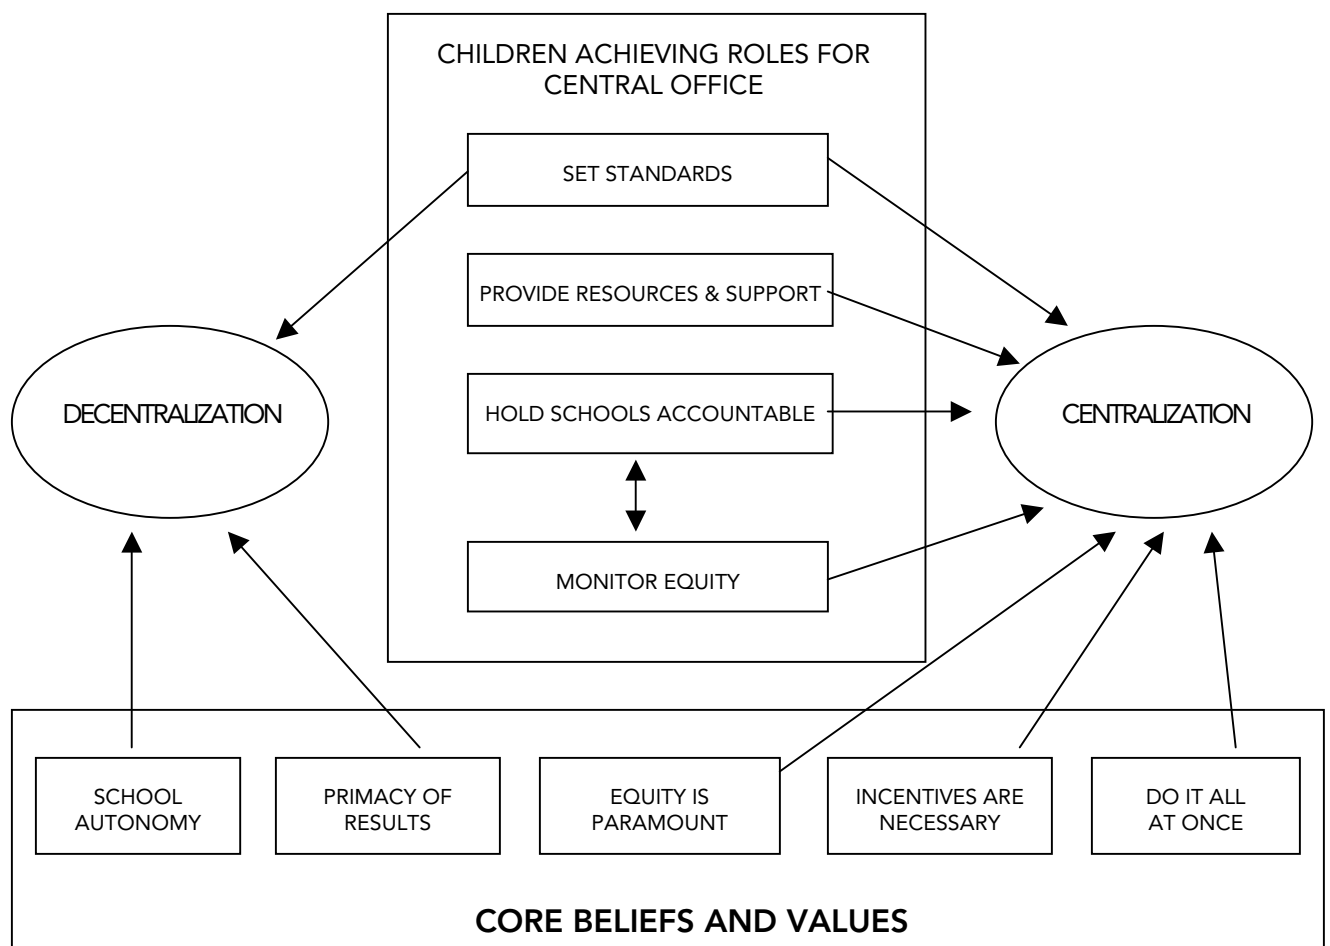 CHILDREN ACHIEVING ROLES FOR
CENTRAL OFFICE
SET STANDARDS
PROVIDE RESOURCES & SUPPORT
DECENTRALIZATION
HOLD SCHOOLS ACCOUNTABLE
CENTRALIZATION
MONITOR EQUITY
SCHOOL
AUTONOMY
PRIMACY OF
RESULTS
EQUITY IS
PARAMOUNT
INCENTIVES ARE
NECESSARY
DO IT ALL
AT ONCE
CORE BELIEFS AND VALUES